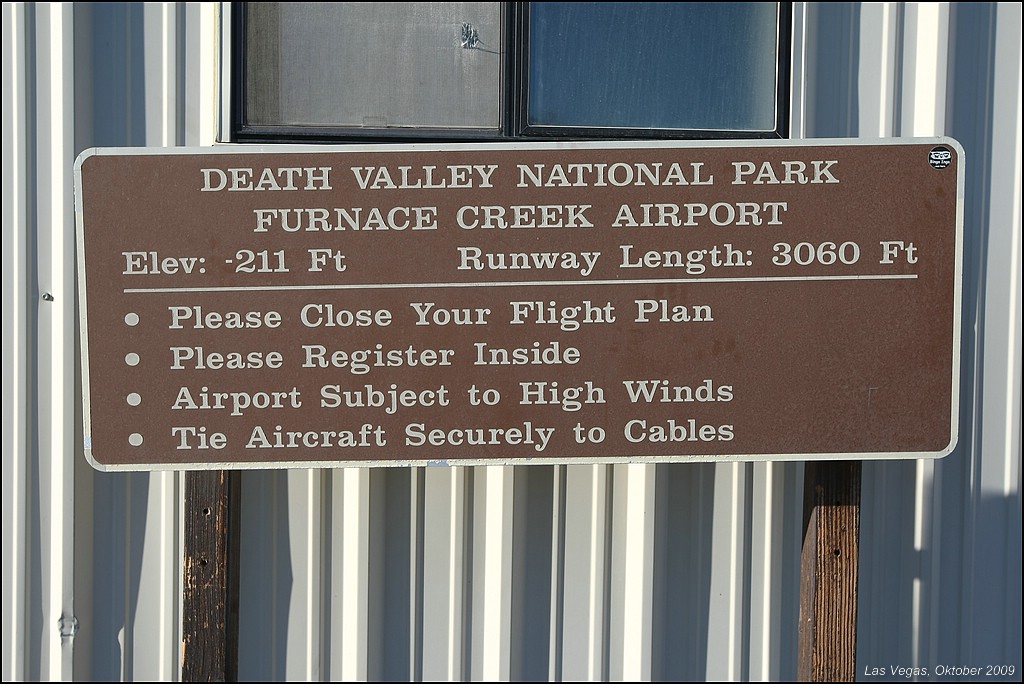 DEATH VALLEY NATIONAL PARK
FURNACE CREEK AIRPORT
Elev: -211 Ft Runway Length: 3060 Ft
• Please Close Your Flight Plan
• Please Register Inside
• Airport Subject to High Winds
• Tie Aircraft Securely to Cables
Las Vegas, Oktober 2009